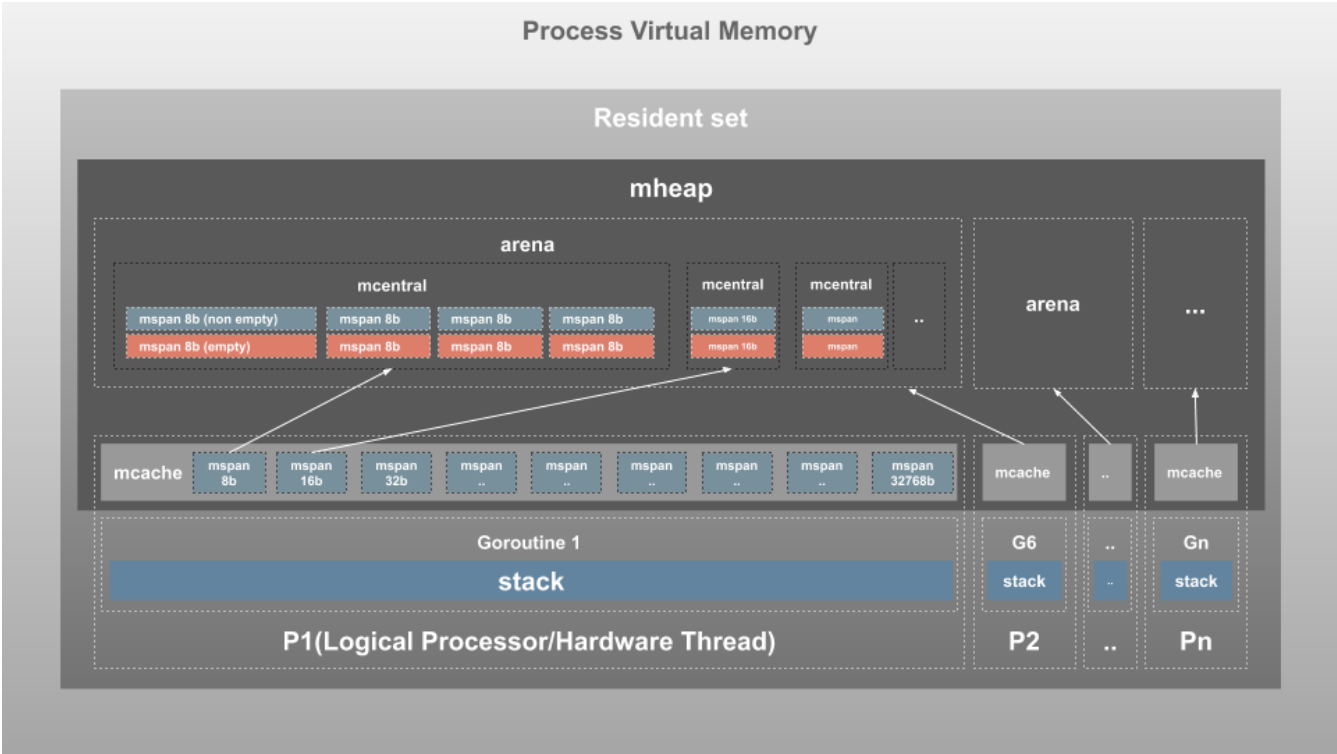 Process Virtual Memory
Resident set
mheap
arena
mcentral
mspan 8b (non empty) mspan 8b mspan 8b mspan 8b
mspan 8b (empty) mspan 8b mspan 8b mspan 8b
mcentral
mspan 16b
mspan 16b
mcentral
mspan
mspan
..
arena
...
mcache
mspan
8b
mspan
16b
mspan
32b
mspan
..
mspan
..
mspan
..
mspan
..
mspan
..
mspan
32768b
mcache
..
mcache
Goroutine 1
stack
G6
stack
..
..
Gn
stack
P1(Logical Processor/Hardware Thread)
P2
..
Pn